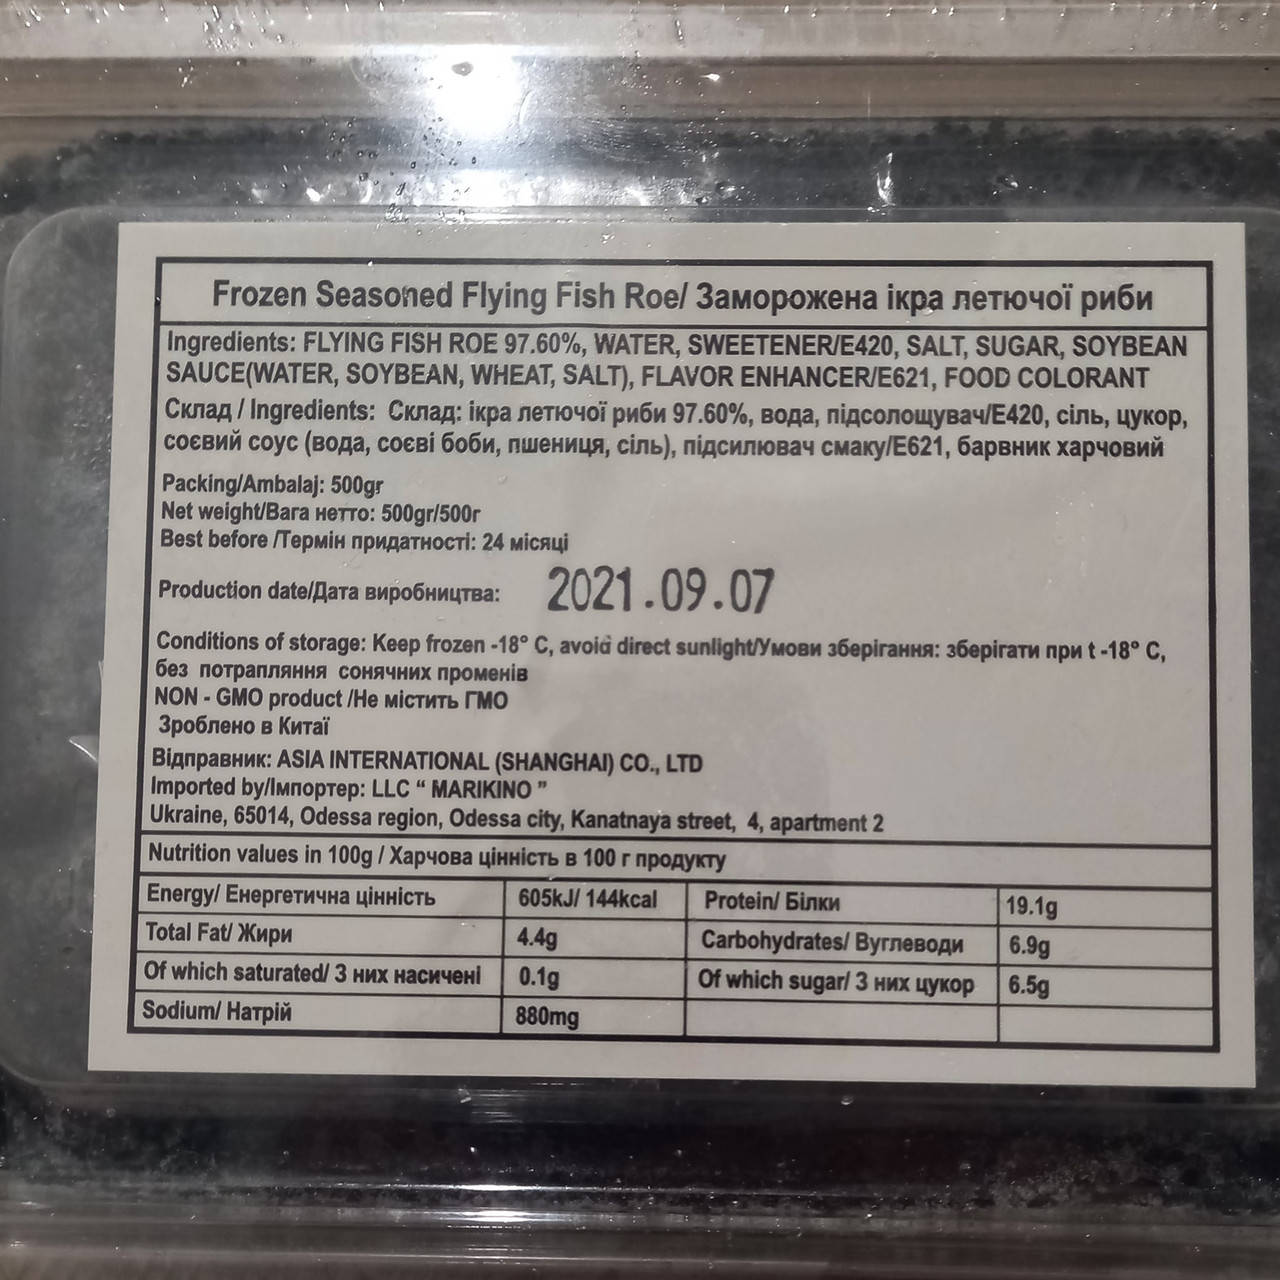 Frozen Seasoned Flying Fish Roe/ Заморожена ікра летючої риби
Ingredients: FLYING FISH ROE 97.60%, WATER, SWEETENER/E420, SALT, SUGAR, SOYBEAN
SAUCE(WATER, SOYBEAN, WHEAT, SALT), FLAVOR ENHANCER/E621, FOOD COLORANT
Склад / Ingredients: Склад: ікра летючої риби 97.60%, вода, підсолощувач/E420, сіль, цукор,
соєвий соус (вода, соєві боби, пшениця, сіль), підсилювач смаку/E621, барвник харчовий
Packing/Ambalaj: 500gr
Net weight/Вага нетто: 500gr/500г
Best before /Термін придатності: 24 місяці
Production date/Дата виробництва: 2021.09.07
Conditions of storage: Keep frozen -18° C, avoid direct sunlight/Умови зберігання: зберігати при t -18° C,
без потрапляння сонячних променів
NON - GMO product /Не містить ГМО
Зроблено в Китаї
Відправник: ASIA INTERNATIONAL (SHANGHAI) CO., LTD
Imported by/Імпортер: LLC “ MARIKINO ”
Ukraine, 65014, Odessa region, Odessa city, Kanatnaya street, 4, apartment 2
Nutrition values in 100g / Харчова цінність в 100 г продукту
Energy/ Енергетична цінність 605kJ/ 144kcal Protein/ Білки 19.1g
Total Fat/ Жири 4.4g Carbohydrates/ Вуглеводи 6.9g
Of which saturated/ З них насичені 0.1g Of which sugar/ З них цукор 6.5g
Sodium/ Натрій 880mg